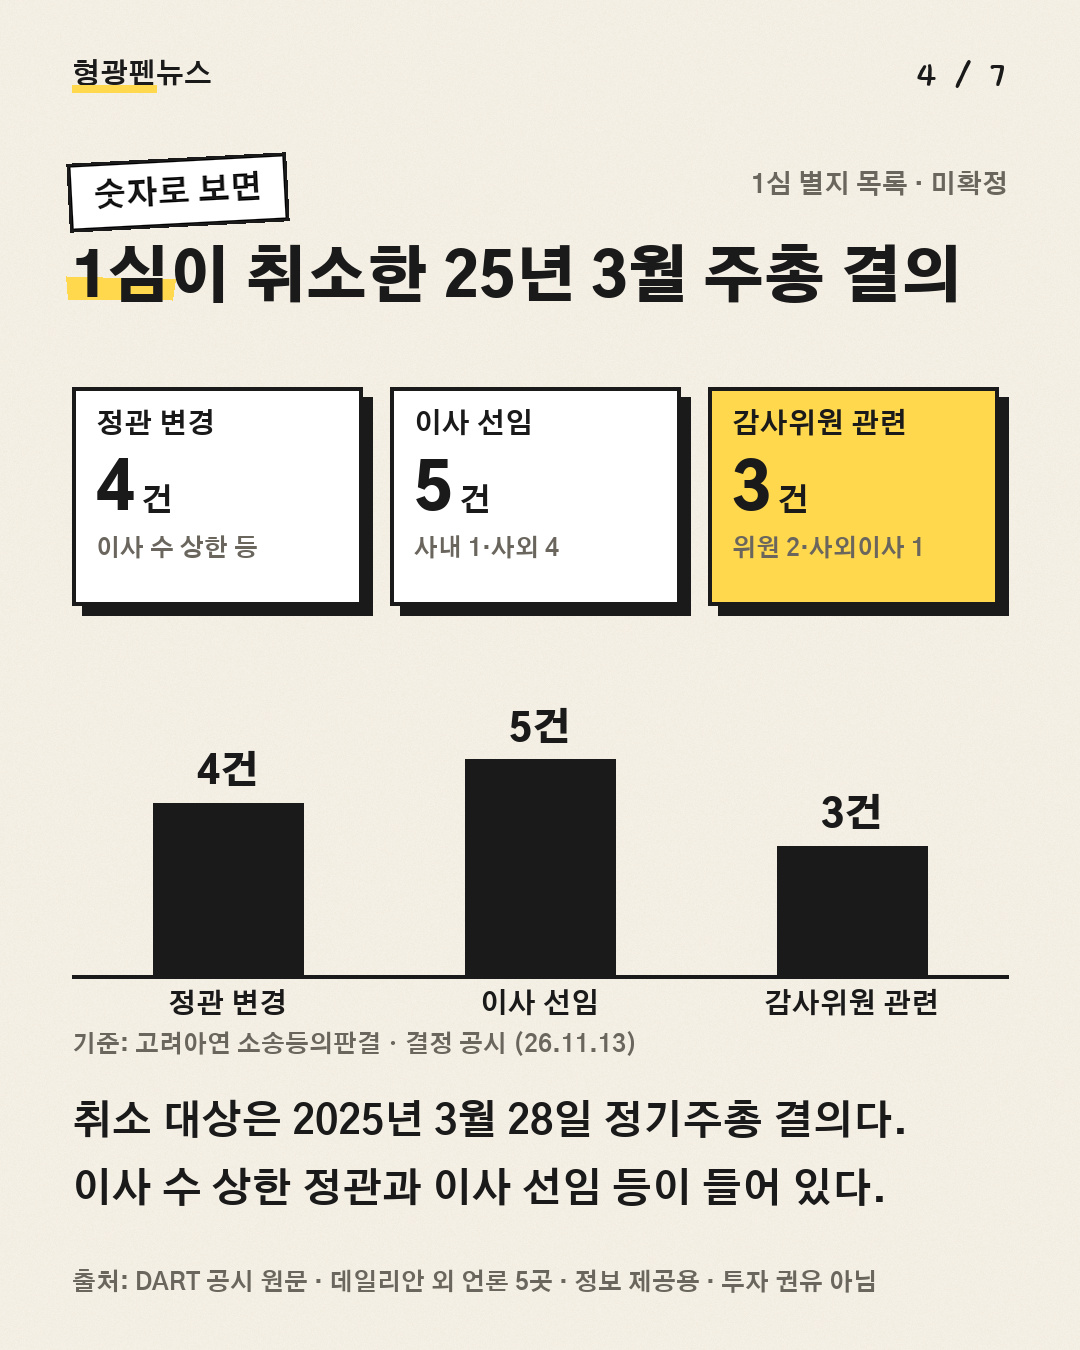 형광펜뉴스
4 / 7
숫자로 보면
1심 별지 목록 · 미확정
1심이 취소한 25년 3월 주총 결의
정관 변경
4건
이사 수 상한 등
이사 선임
5건
사내 1·사외 4
감사위원 관련
3건
위원 2·사외이사 1
4건
5건
3건
정관 변경
이사 선임
감사위원 관련
기준: 고려아연 소송등의판결 · 결정 공시 (26.11.13)
취소 대상은 2025년 3월 28일 정기주총 결의다.
이사 수 상한 정관과 이사 선임 등이 들어 있다.
출처: DART 공시 원문 · 데일리안 외 언론 5곳 · 정보 제공용 · 투자 권유 아님